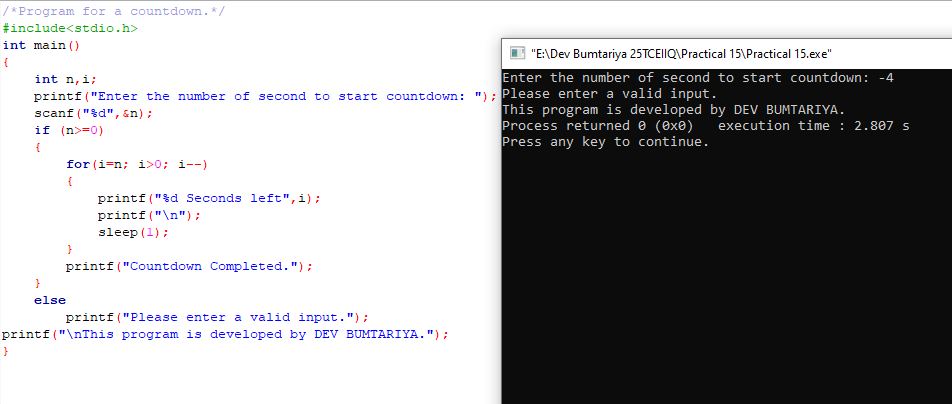 /*Program for a countdown.*/
#include<stdio.h>
int main()
{
    int n,i;
    printf("Enter the number of second to start countdown: ");
    scanf("%d",&n);
    if (n>=0)
    {
        for(i=n; i>0; i--)
        {
            printf("%d Seconds left",i);
            printf("\n");
            sleep(1);
        }
        printf("Countdown Completed.");
    }
    else
        printf("Please enter a valid input.");
printf("\nThis program is developed by DEV BUMTARIYA.");
}
"E:\Dev Bumtariya 25TCEIIQ\Practical 15\Practical 15.exe"
Enter the number of second to start countdown: -4
Please enter a valid input.
This program is developed by DEV BUMTARIYA.
Process returned 0 (0x0)   execution time : 2.807 s
Press any key to continue.